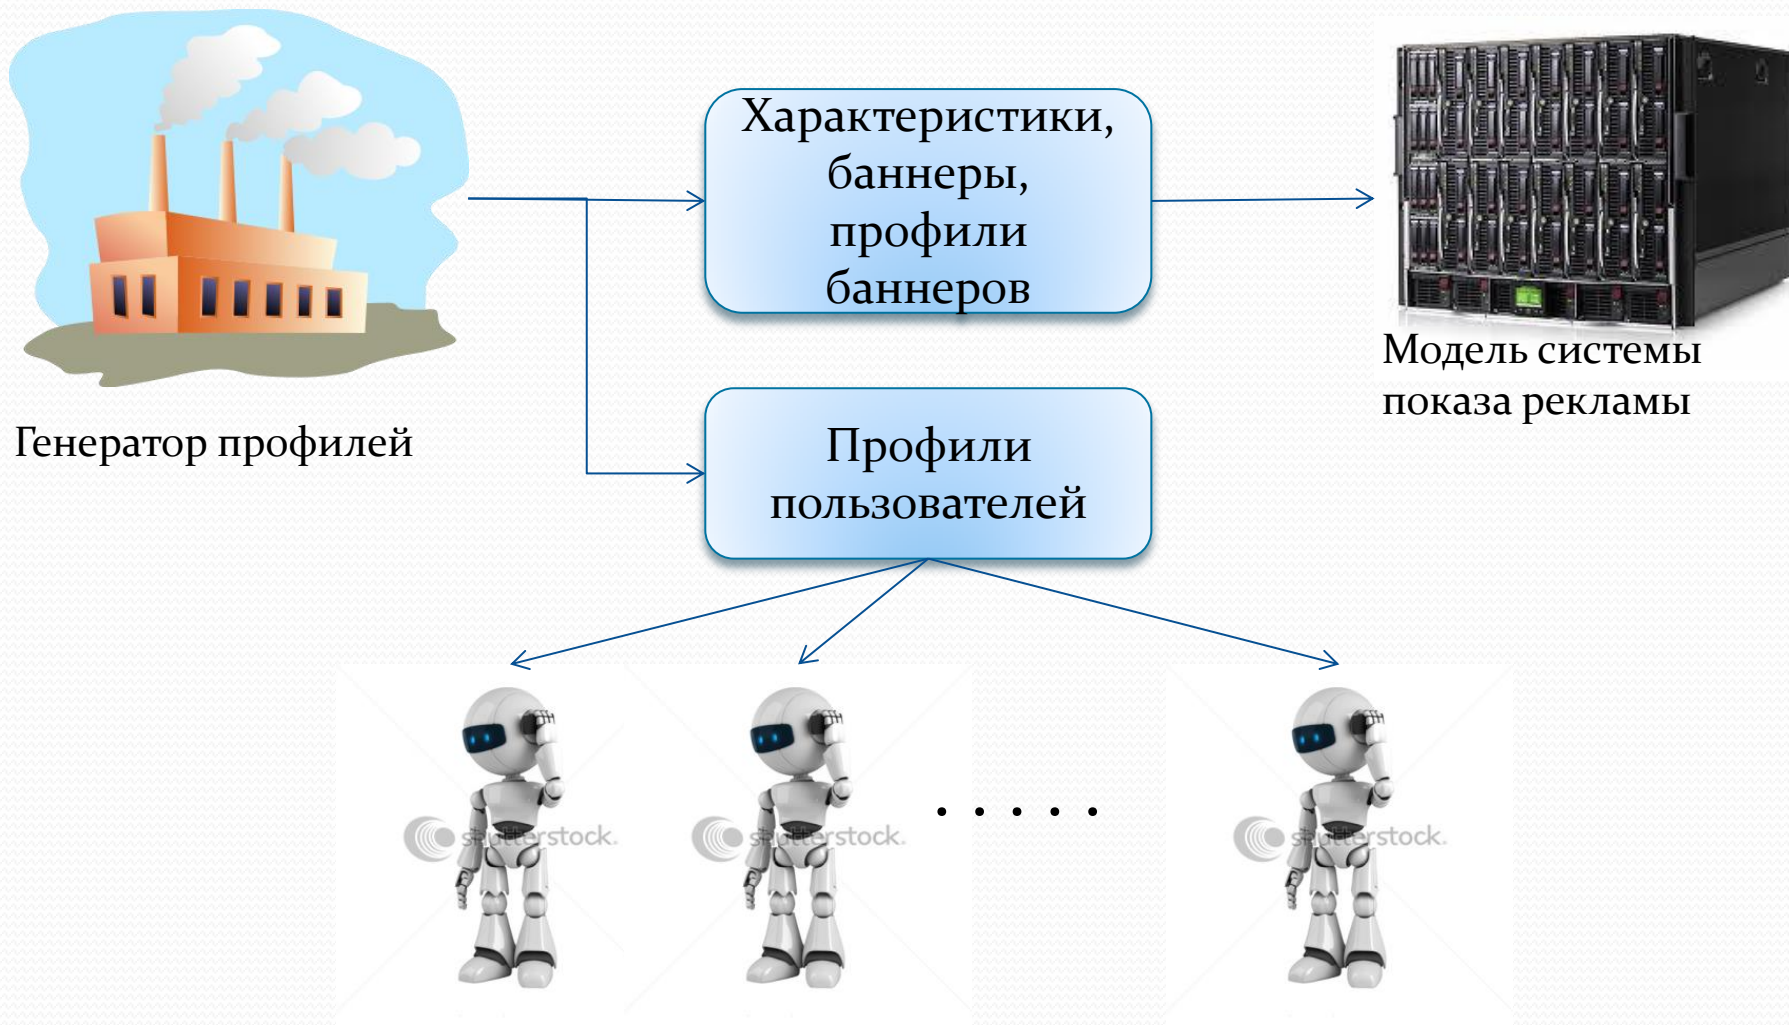 Характеристики,
баннеры,
профили
баннеров
Модель системы
показа рекламы
Генератор профилей
Профили
пользователей
. . . . .
shutterstock.
shutterstock.
shutterstock.